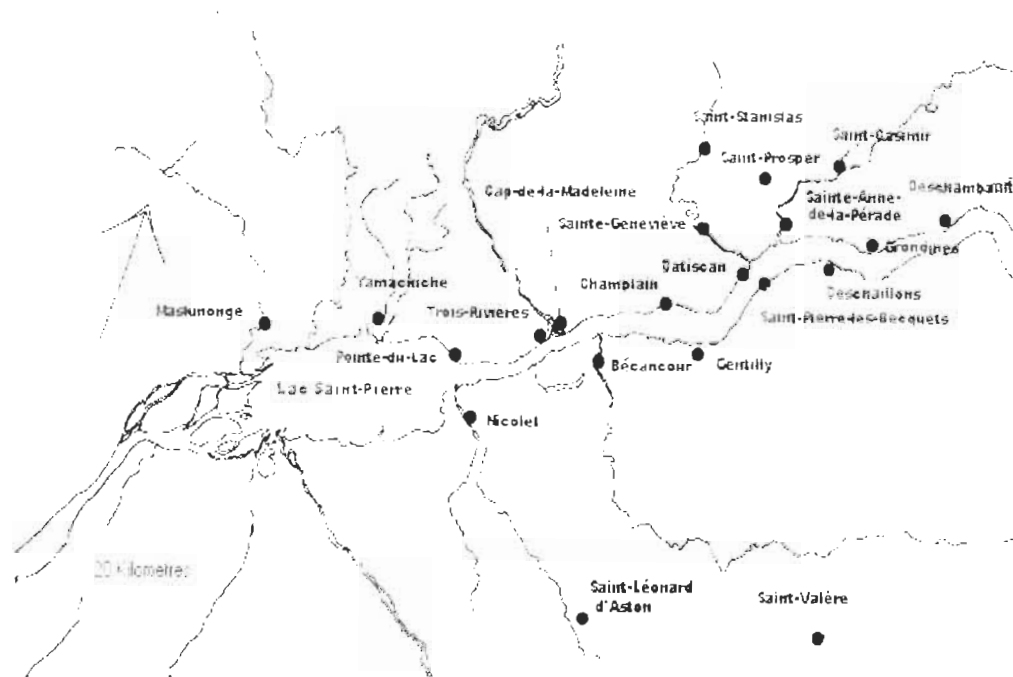 Saint-Stanislas
Saint-Casimir
Saint-Prosper
Cap-de-la-Madeleine
Deschambault
Sainte-Anne-
de-la-Pérade
Sainte-Geneviève
Grondines
Batiscan
Champlain
Yamachiche
Deschaillons
Maskinongé
Trois-Rivières
Saint-Pierre-des-Becquets
Pointe-du-Lac
Bécancour
Gentilly
Lac Saint-Pierre
Nicolet
20 Kilomètres
Saint-Léonard
d'Aston
Saint-Valère